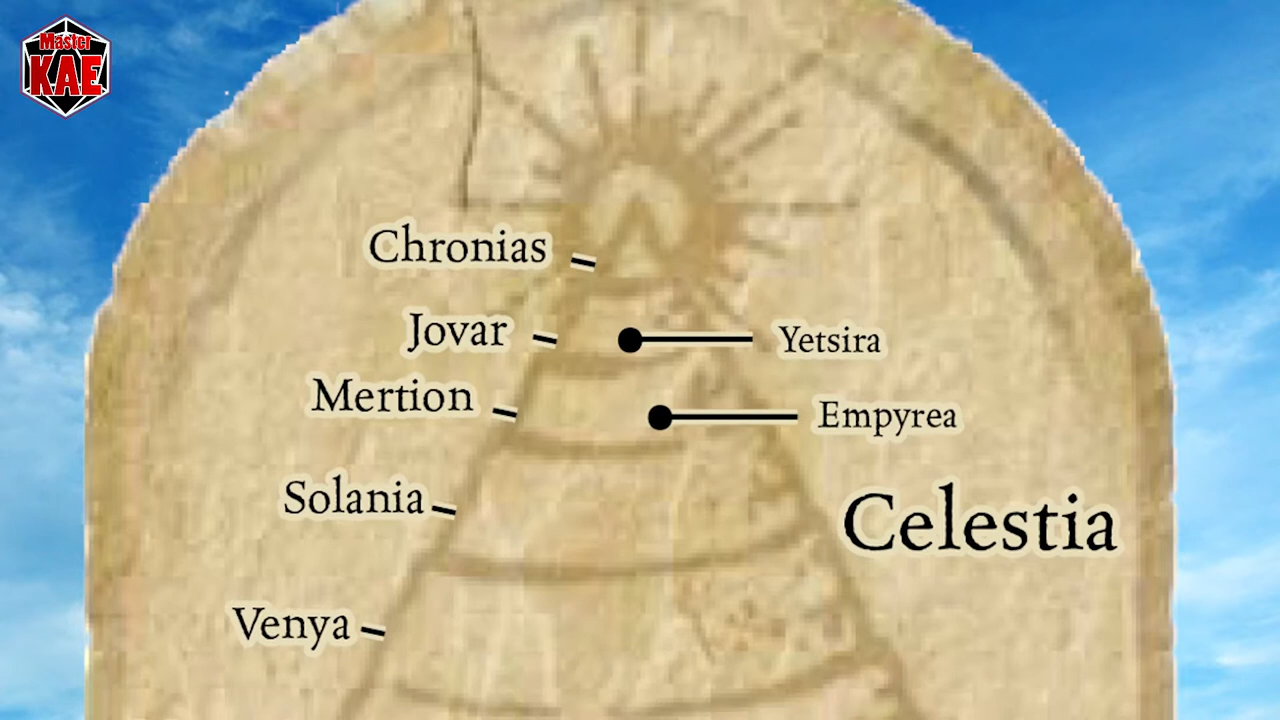 Master
KAE
Chronias
Jovar
Yetsira
Mertion
Empyrea
Solania
Celestia
Venya